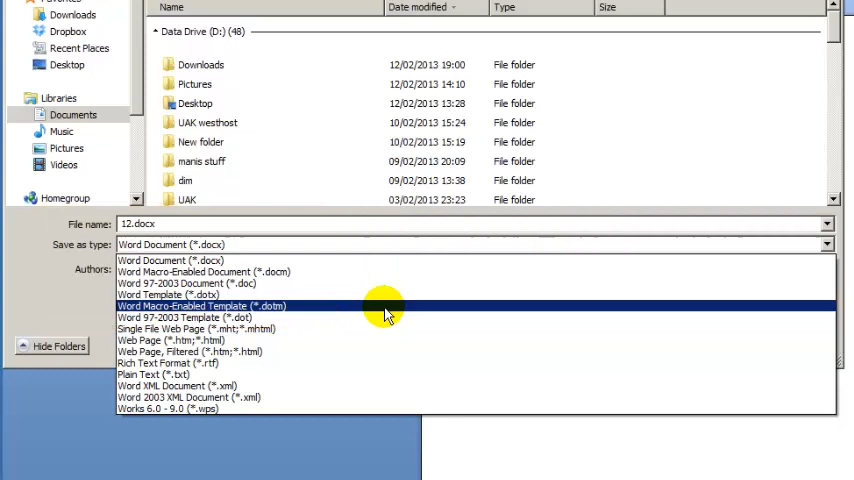 Favorites
Downloads
Dropbox
Recent Places
Desktop
Libraries
Documents
Music
Pictures
Videos
Homegroup
Name Date modified Type Size
Data Drive (D:) (48)
Downloads 12/02/2013 19:00 File folder
Pictures 12/02/2013 14:10 File folder
Desktop 12/02/2013 13:28 File folder
UAK westhost 10/02/2013 15:24 File folder
New folder 10/02/2013 15:19 File folder
manis stuff 09/02/2013 20:09 File folder
dim 09/02/2013 13:38 File folder
UAK 03/02/2013 23:23 File folder
File name: 12.docx
Save as type: Word Document (*.docx)
Authors:
Word Document (*.docx)
Word Macro-Enabled Document (*.docm)
Word 97-2003 Document (*.doc)
Word Template (*.dotx)
Word Macro-Enabled Template (*.dotm)
Word 97-2003 Template (*.dot)
Single File Web Page (*.mht;*.mhtml)
Web Page (*.htm;*.html)
Web Page, Filtered (*.htm;*.html)
Rich Text Format (*.rtf)
Plain Text (*.txt)
Word XML Document (*.xml)
Word 2003 XML Document (*.xml)
Works 6.0 - 9.0 (*.wps)
Hide Folders